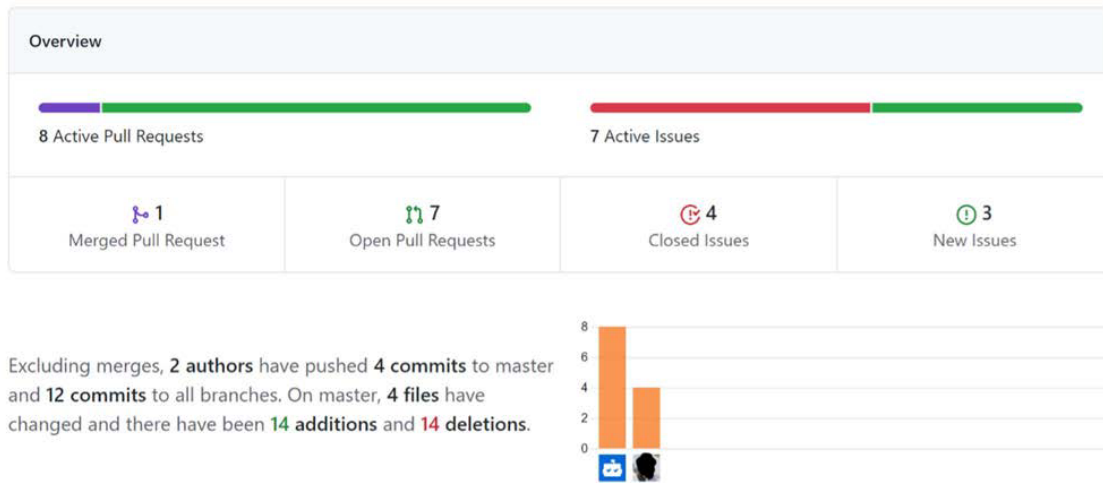 Overview
8 Active Pull Requests
7 Active Issues
1
Merged Pull Request
7
Open Pull Requests
4
Closed Issues
3
New Issues
Excluding merges, 2 authors have pushed 4 commits to master
and 12 commits to all branches. On master, 4 files have
changed and there have been 14 additions and 14 deletions.
8
6
4
2
0